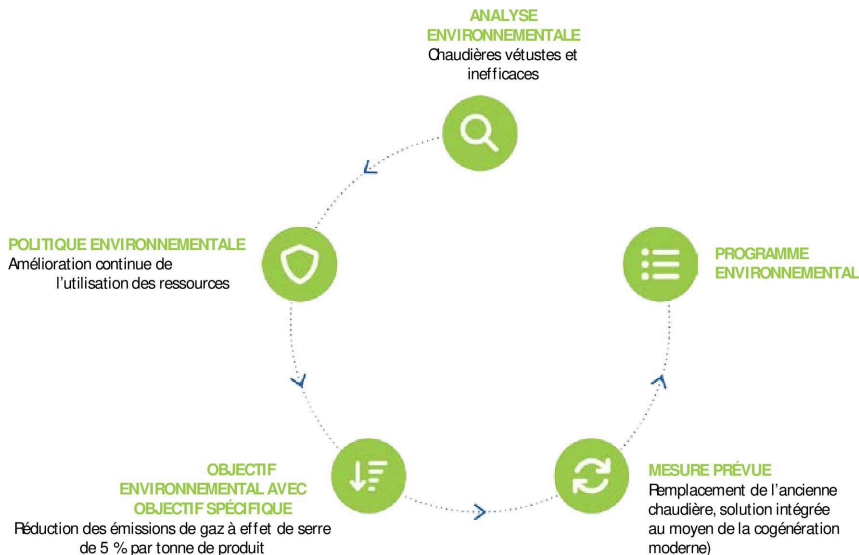 ANALYSE
ENVIRONNEMENTALE
Chaudières vétustes et
inefficaces
POLITIQUE ENVIRONNEMENTALE
Amélioration continue de
l'utilisation des ressources
PROGRAMME
ENVIRONNEMENTAL
OBJECTIF
ENVIRONNEMENTAL AVEC
OBJECTIF SPÉCIFIQUE
Réduction des émissions de gaz à effet de serre
de 5 % par tonne de produit
MESURE PRÉVUE
Remplacement de l'ancienne
chaudière, solution intégrée
au moyen de la cogénération
moderne)